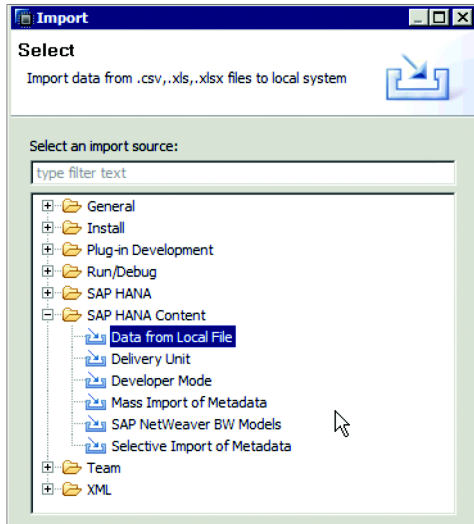 Import
Select
Import data from .csv,.xls,.xlsx files to local system
Select an import source:
type filter text
General
Install
Plug-in Development
Run/Debug
SAP HANA
SAP HANA Content
Data from Local File
Delivery Unit
Developer Mode
Mass Import of Metadata
SAP NetWeaver BW Models
Selective Import of Metadata
Team
XML